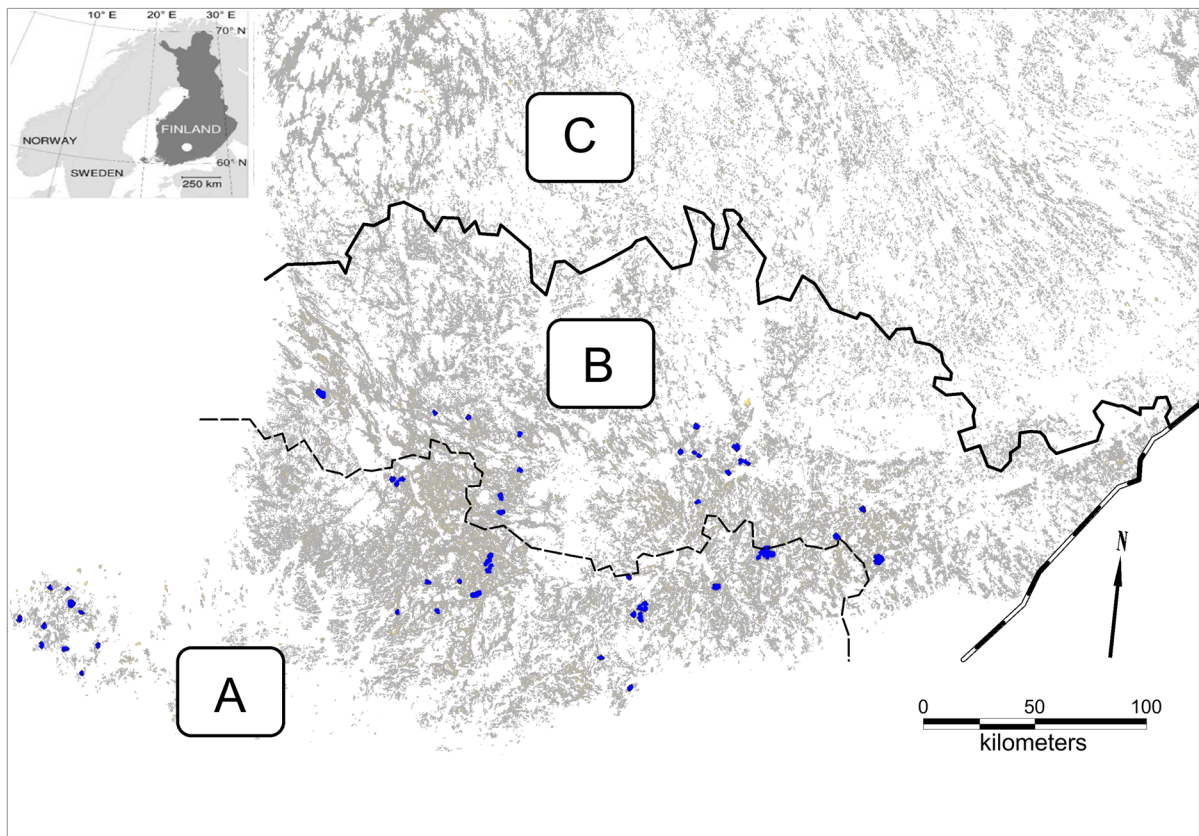 10° E 20° E 30° E
70° N
FINLAND
NORWAY
60° N
SWEDEN
250 km
C
B
A
N
0 50 100
kilometers